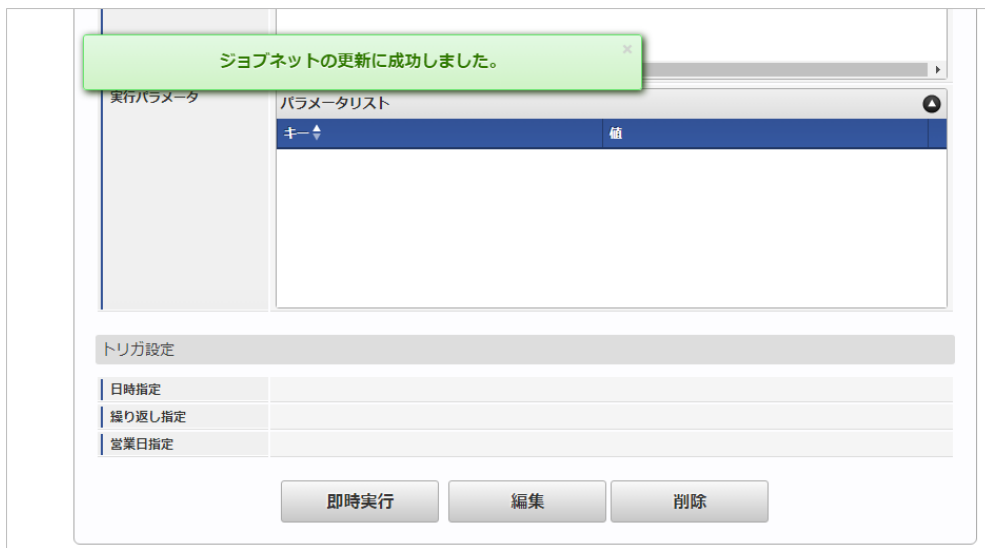 ジョブネットの更新に成功しました。
×
実行パラメータ
パラメータリスト
キー 値
トリガ設定
日時指定
繰り返し指定
営業日指定
即時実行 編集 削除